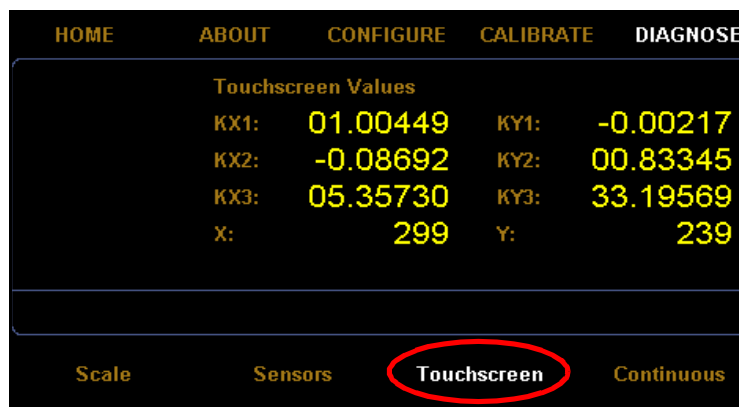 HOME ABOUT CONFIGURE CALIBRATE DIAGNOSE
Touchscreen Values
KX1: 01.00449 KY1: -0.00217
KX2: -0.08692 KY2: 00.83345
KX3: 05.35730 KY3: 33.19569
X: 299 Y: 239
Scale Sensors Touchscreen Continuous